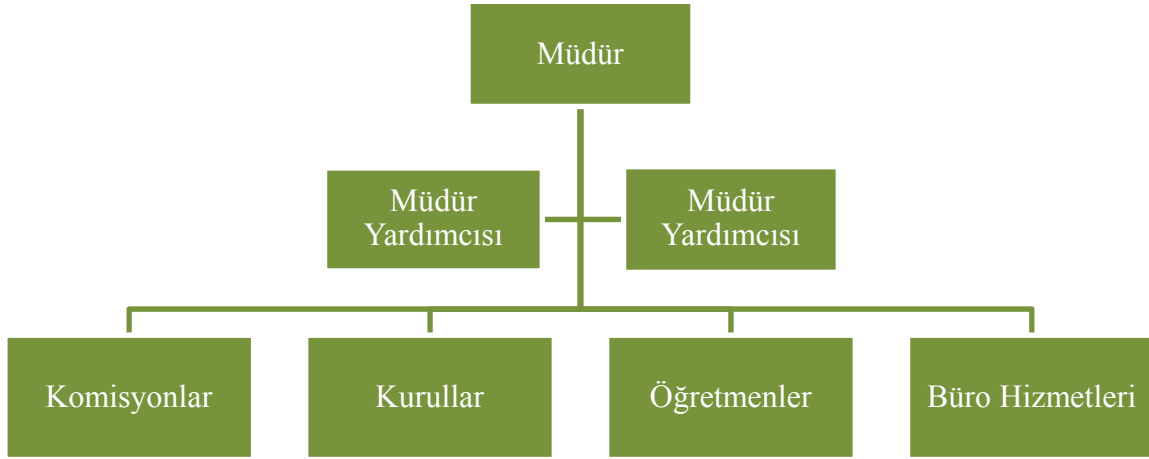 Müdür
Müdür
Yardımcısı
Müdür
Yardımcısı
Komisyonlar
Kurullar
Öğretmenler
Büro Hizmetleri